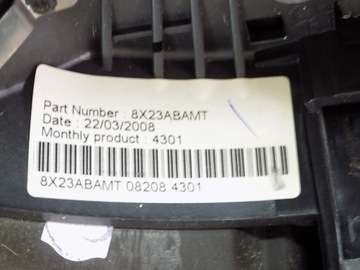 Part Number : 8X23ABAMT
Date : 22/03/2008
Monthly product : 4301
8X23ABAMT 08208 4301